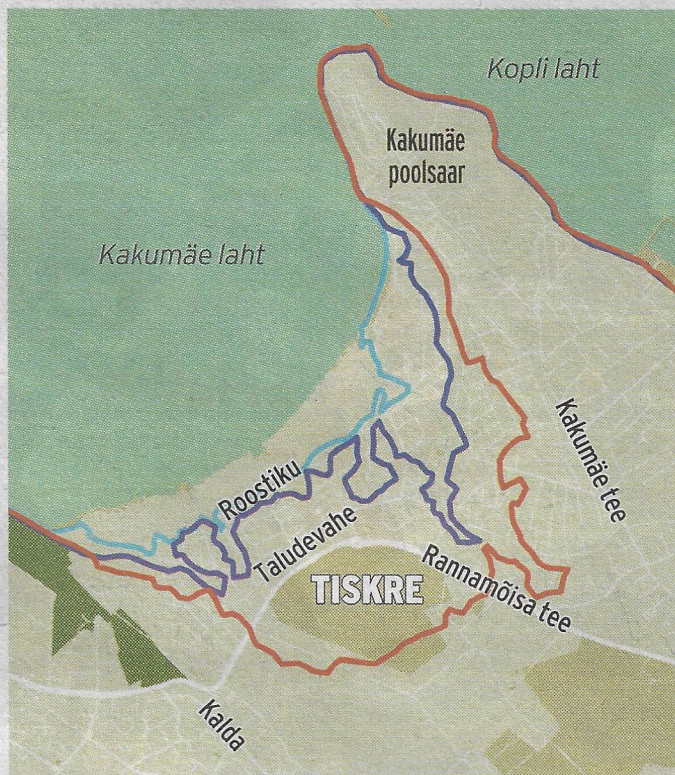 Kopli laht
Kakumäe
poolsaar
Kakumäe laht
Kakumäe tee
Roostiku
Taludevahe
Rannamõisa tee
TISKRE
Kalda